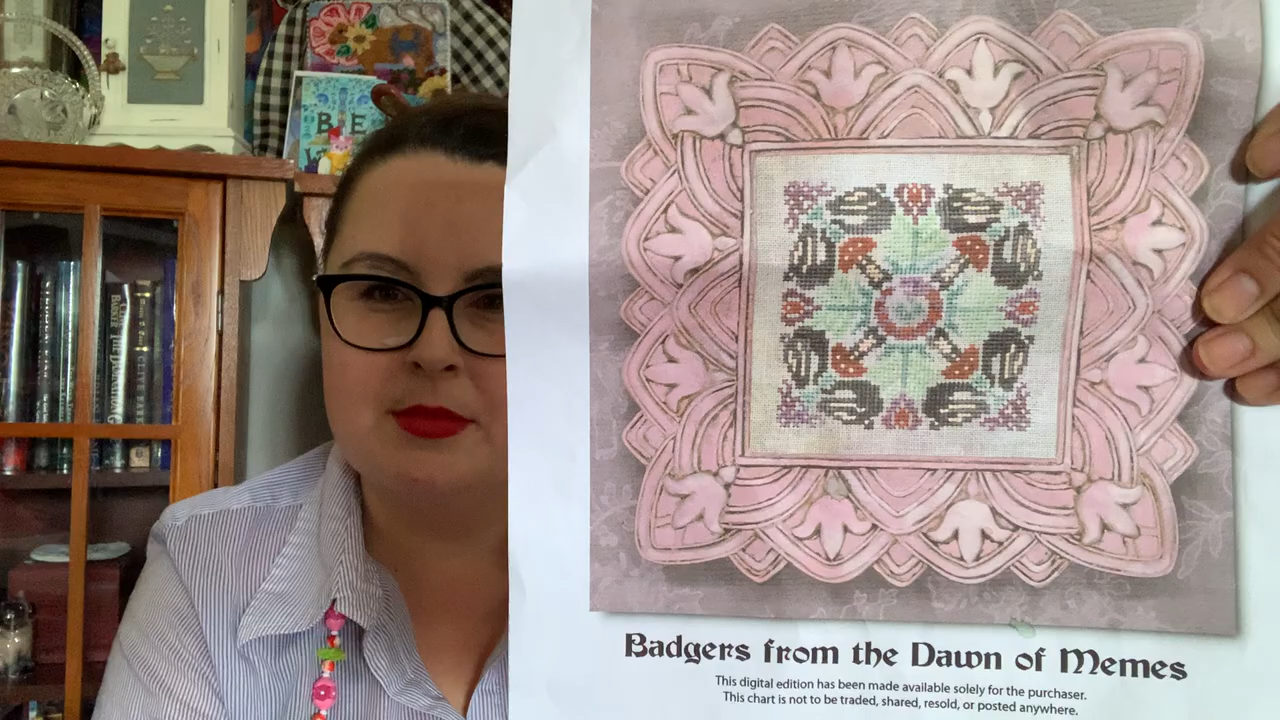 BEE
Badgers from the Dawn of Memes
This digital edition has been made available solely for the purchaser.
This chart is not to be traded, shared, resold, or posted anywhere.